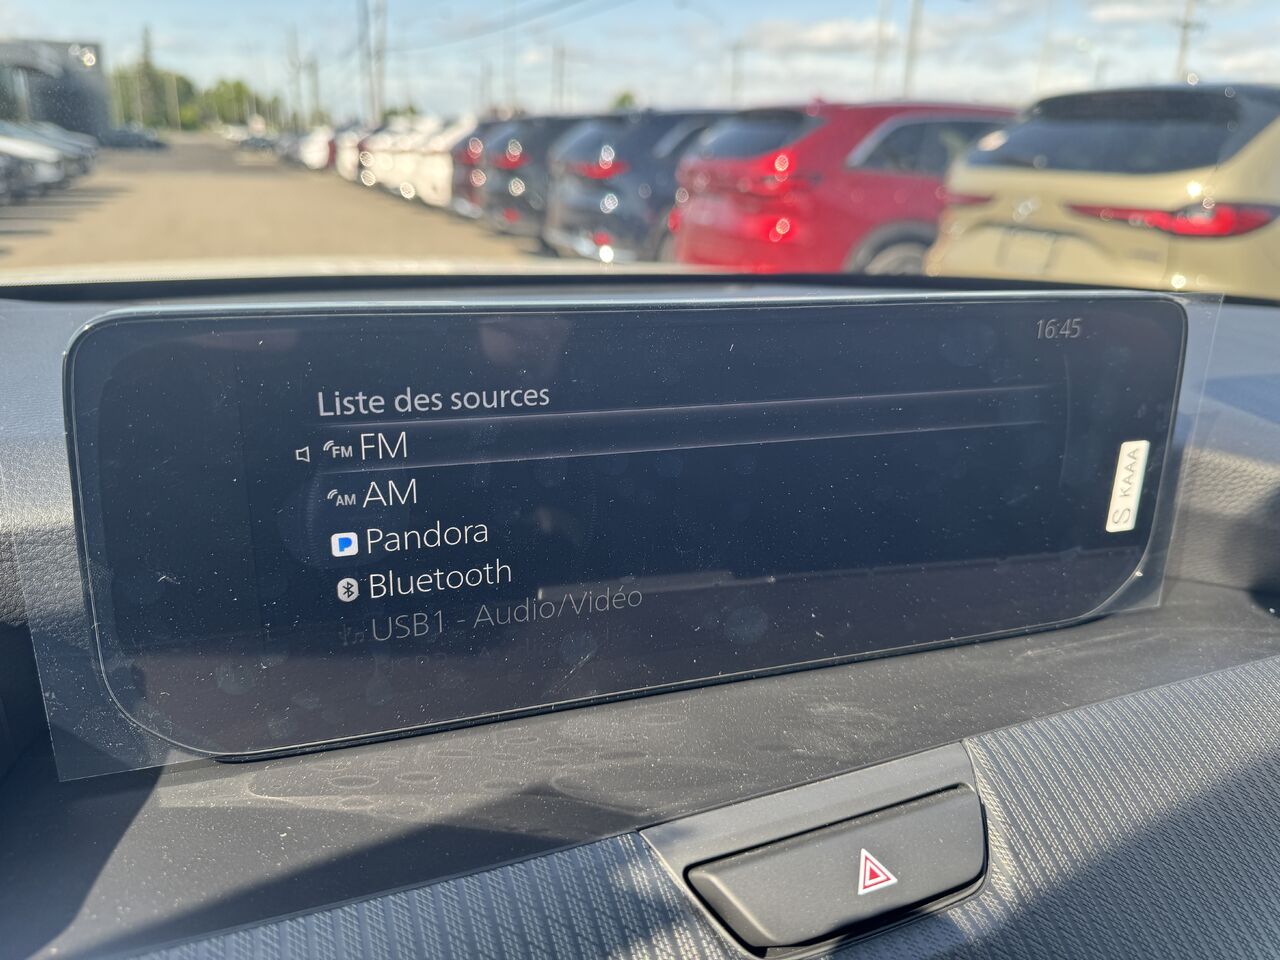 16:45
Liste des sources
FM FM
AM AM
Pandora
Bluetooth
USB1 - Audio/Vidéo
S KAAA